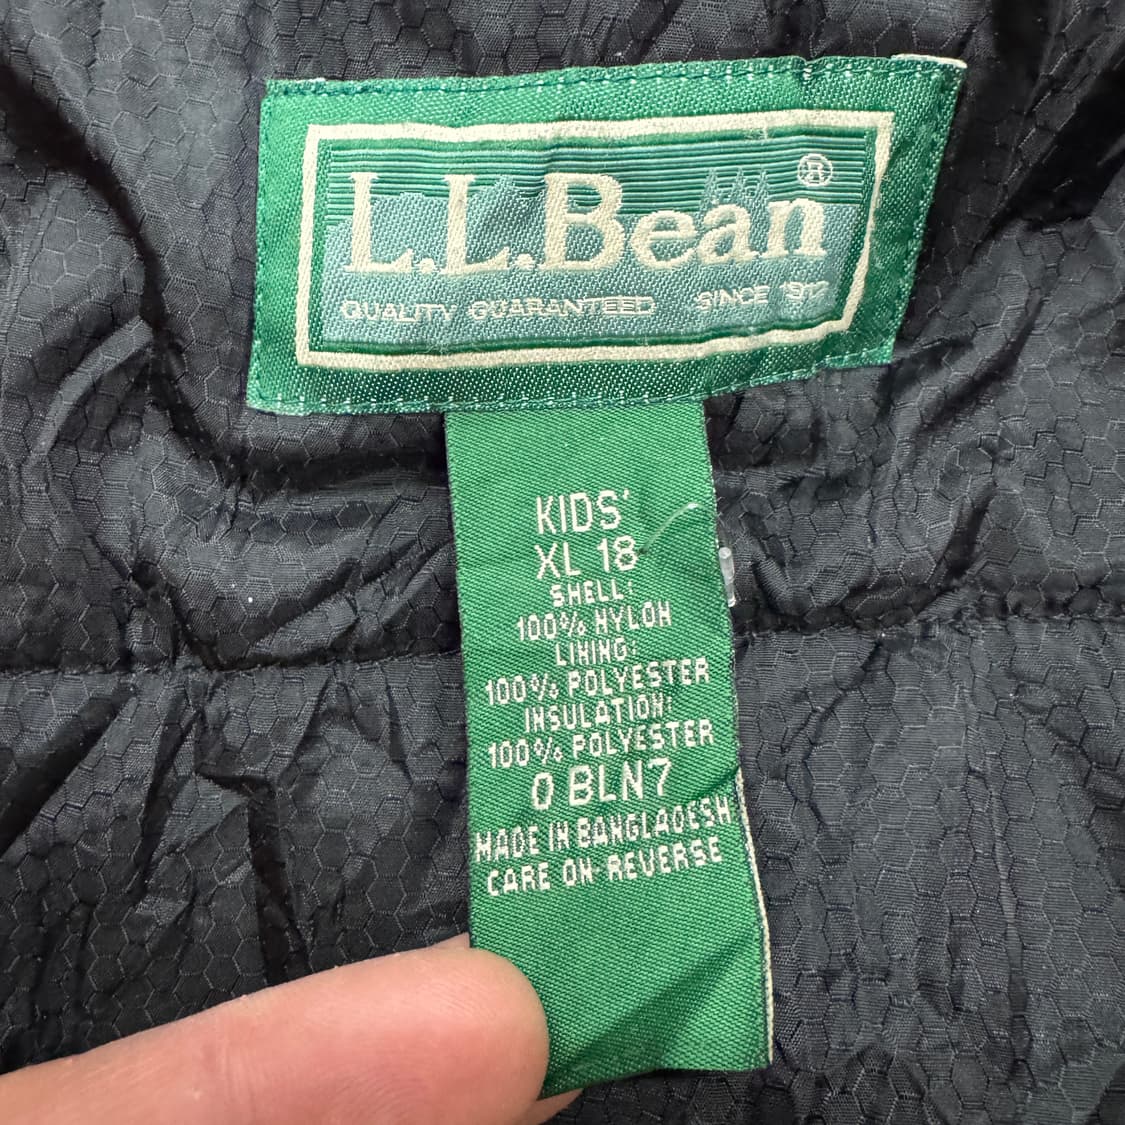 L.L.Bean®
QUALITY GUARANTEED SINCE 1912
KIDS'
XL 18
SHELL:
100% NYLON
LINING:
100% POLYESTER
INSULATION:
100% POLYESTER
0 BLN7
MADE IN BANGLADESH
CARE ON REVERSE